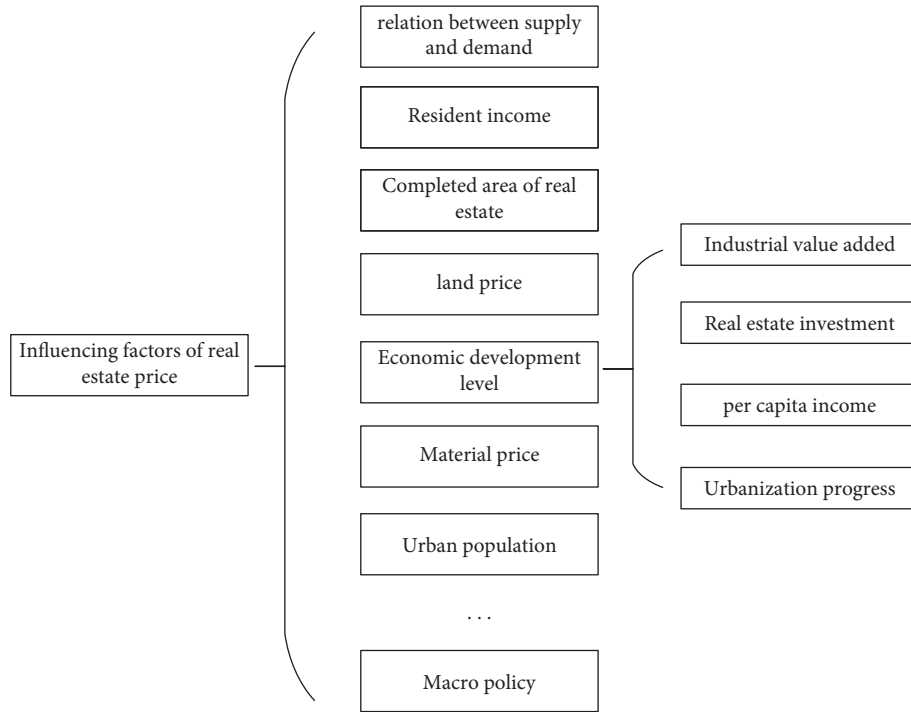 Influencing factors of real
estate price
relation between supply
and demand
Resident income
Completed area of real
estate
land price
Economic development
level
Material price
Urban population
. . .
Macro policy
Industrial value added
Real estate investment
per capita income
Urbanization progress